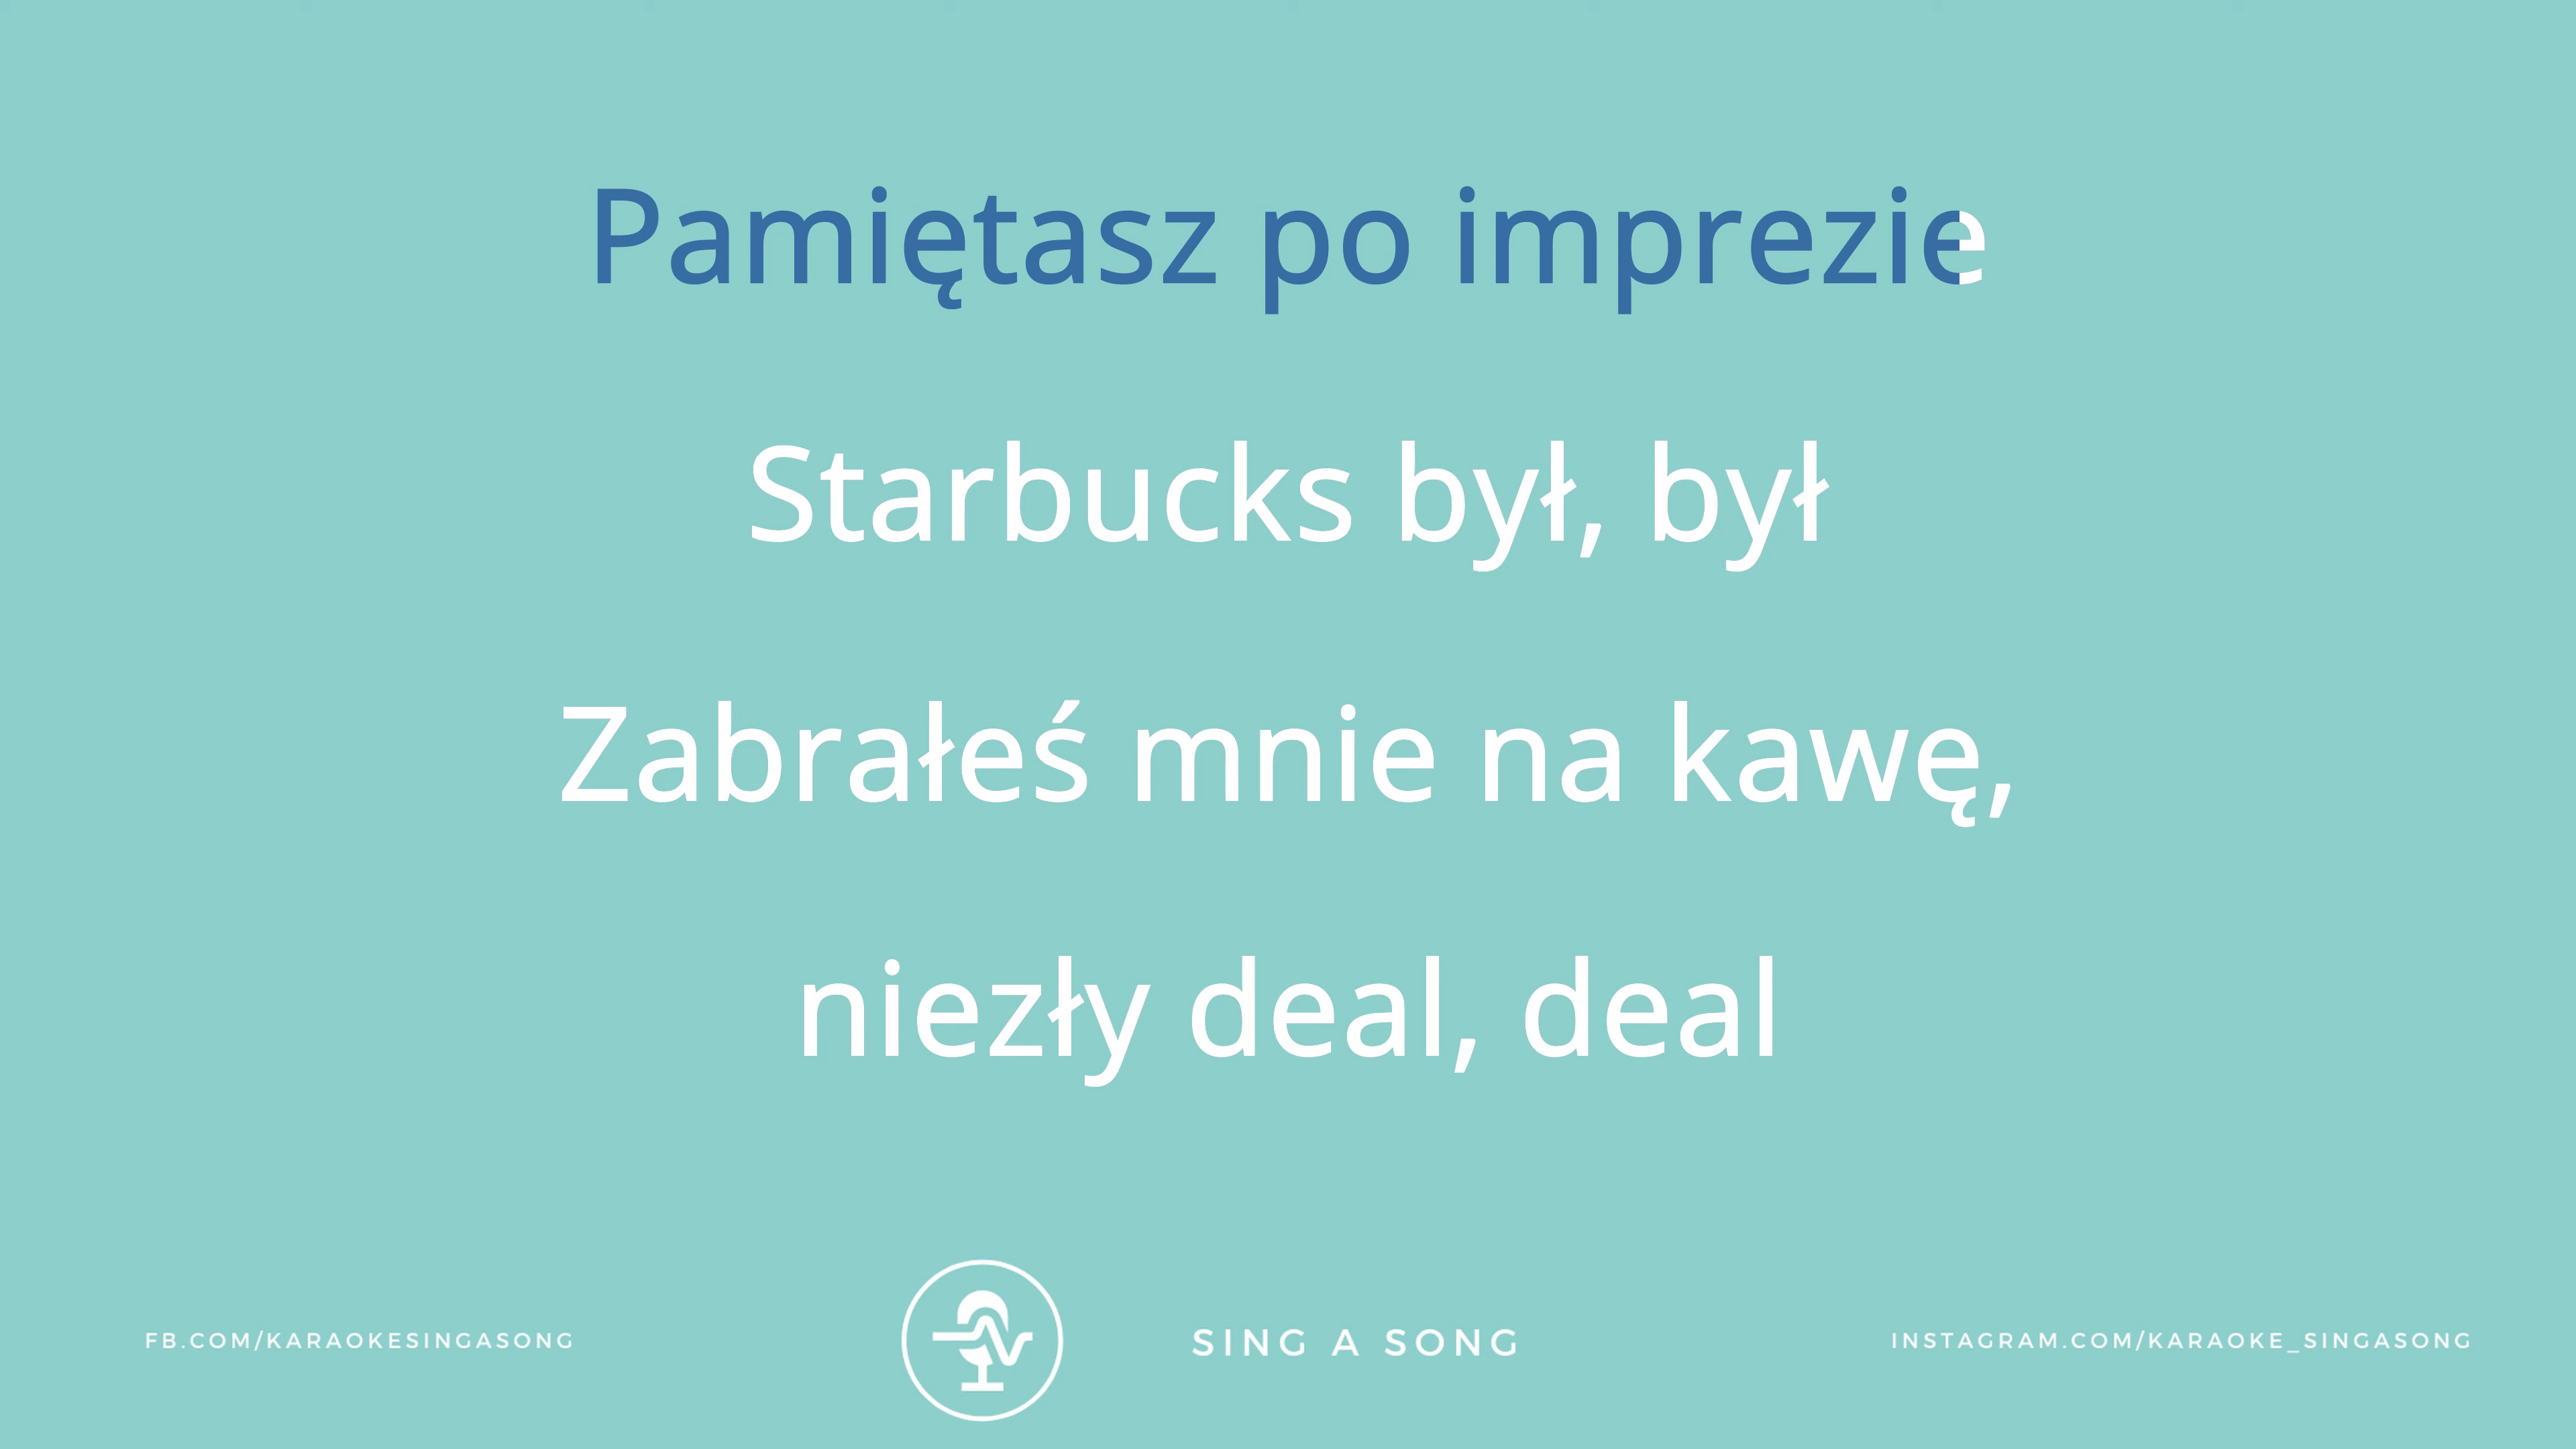 Pamiętasz po imprezie
Starbucks był, był
Zabrałeś mnie na kawę,
niezły deal, deal
FB.COM/KARAOKESINGASONG
SING A SONG
INSTAGRAM.COM/KARAOKE_SINGASONG